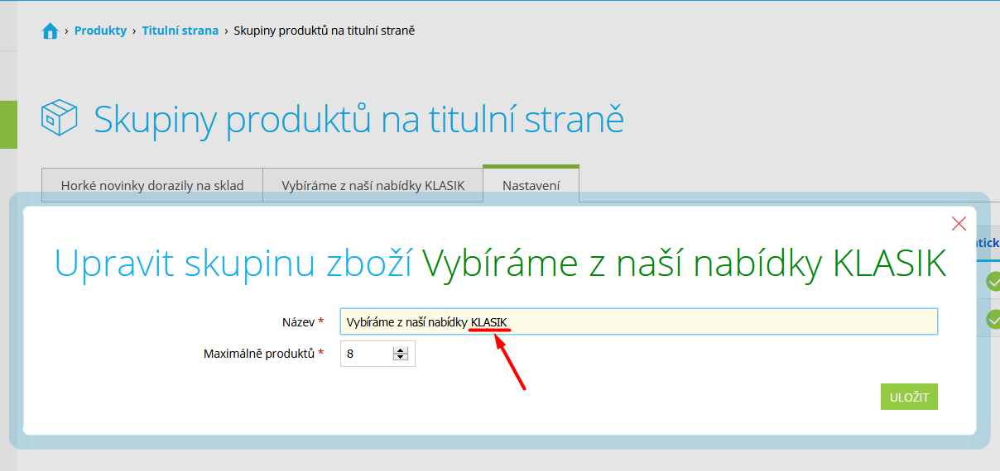 › Produkty › Titulní strana › Skupiny produktů na titulní straně
Skupiny produktů na titulní straně
Horké novinky dorazily na sklad Vybíráme z naší nabídky KLASIK Nastavení
Upravit skupinu zboží Vybíráme z naší nabídky KLASIK
Název * Vybíráme z naší nabídky KLASIK
Maximálně produktů * 8
ULOŽIT